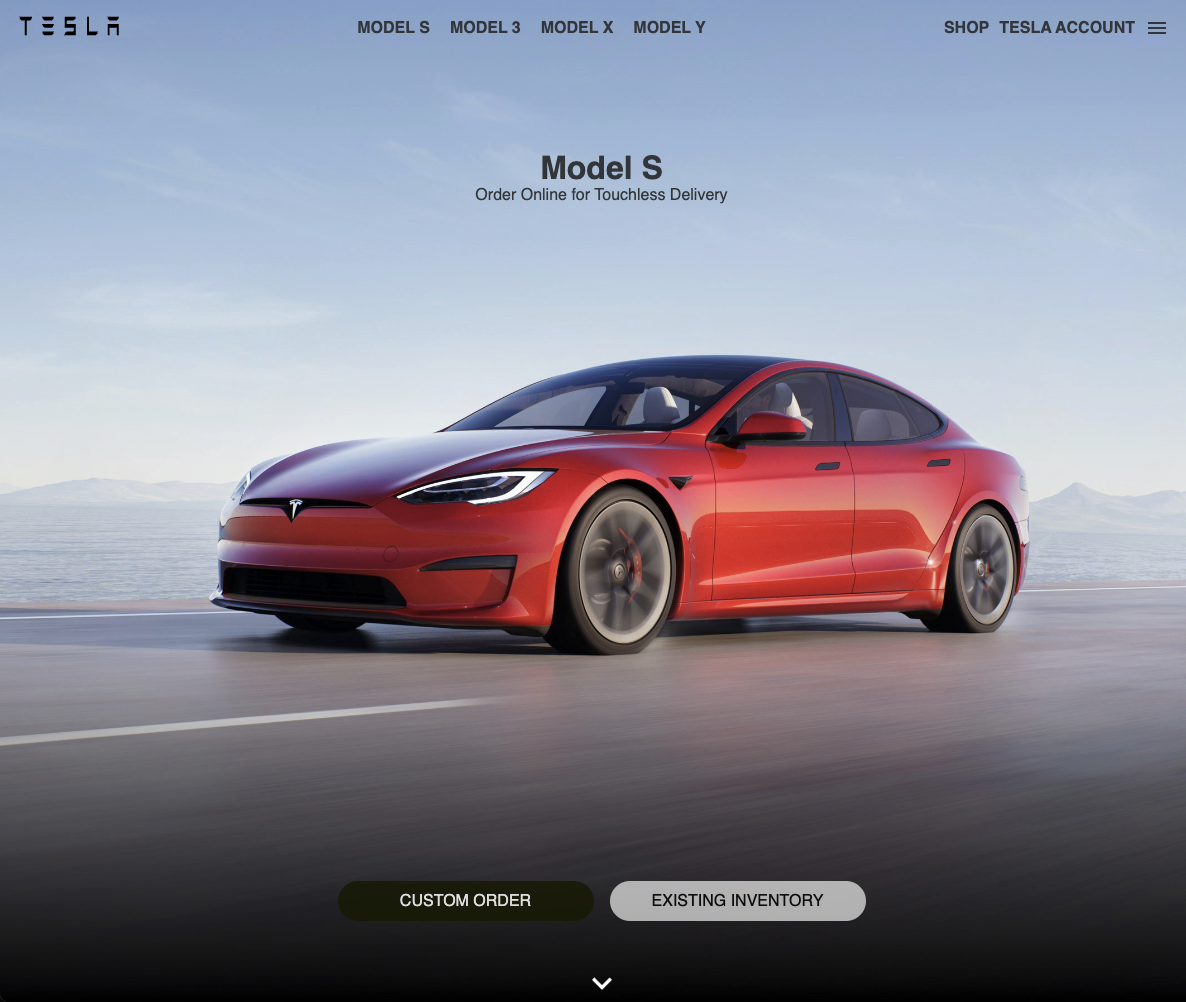 TESLA
MODEL S MODEL 3 MODEL X MODEL Y
SHOP TESLA ACCOUNT
Model S
Order Online for Touchless Delivery
CUSTOM ORDER
EXISTING INVENTORY